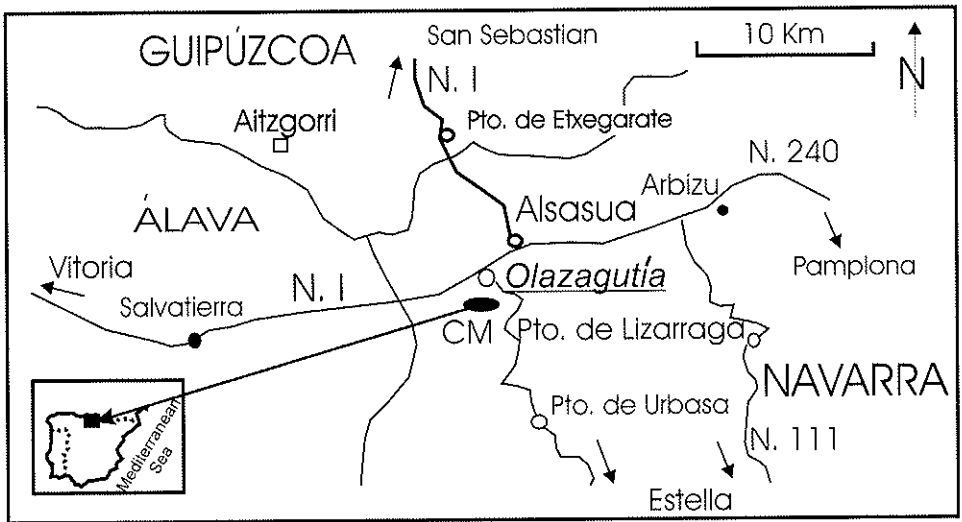 GUIPÚZCOA
San Sebastian
10 Km
N. I
N
Aitzgorri
Pto. de Etxegarate
N. 240
Arbizu
ÁLAVA
Alsasua
Vitoria
Olazagutía
Pamplona
Salvatierra
N. I
CM
Pto. de Lizarraga
NAVARRA
Pto. de Urbasa
Mediterranean
Sea
N. 111
Estella